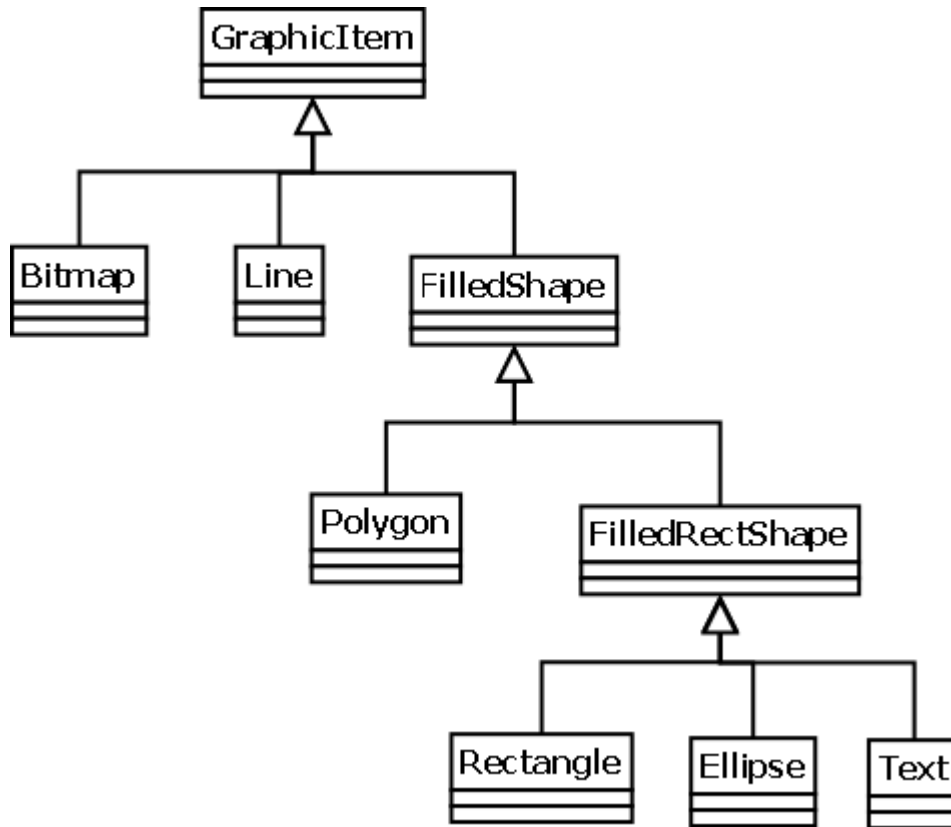 GraphicItem
Bitmap
Line
FilledShape
Polygon
FilledRectShape
Rectangle
Ellipse
Text